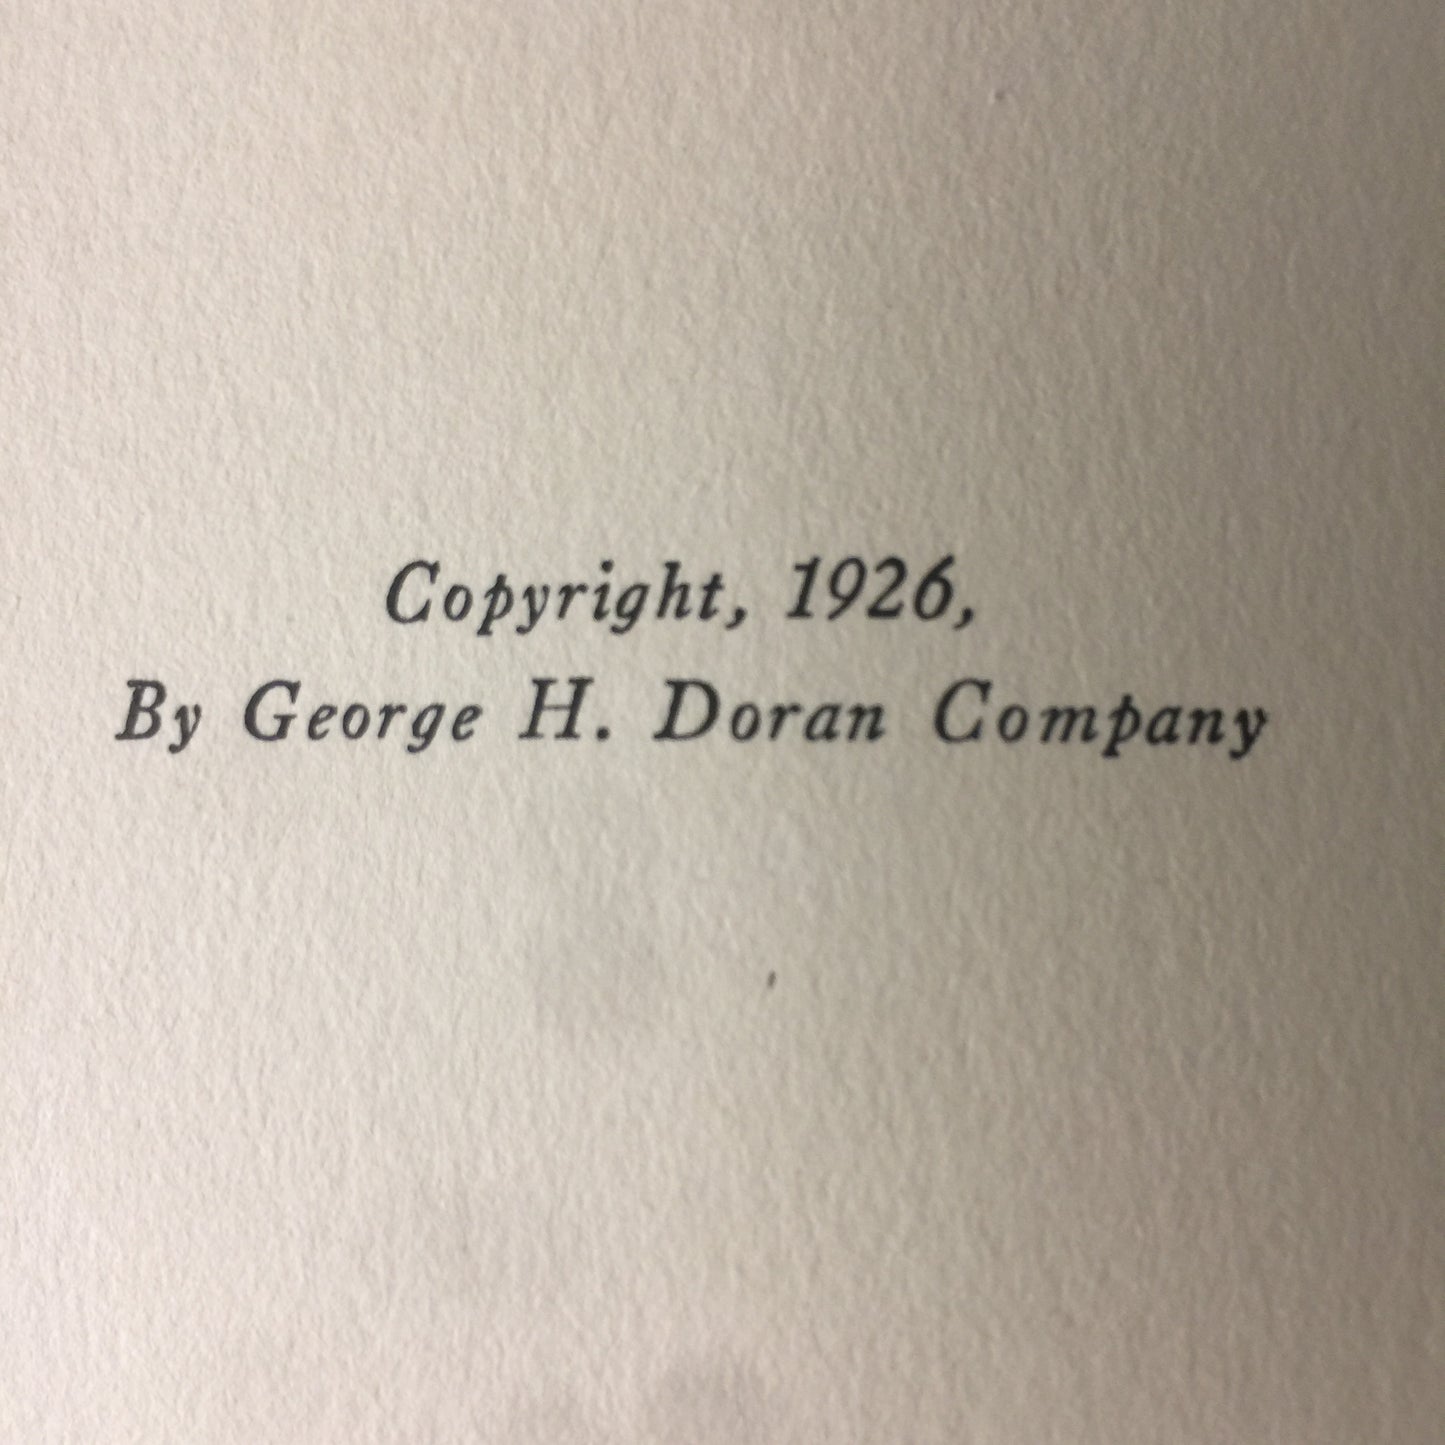 Copyright, 1926,
By George H. Doran Company